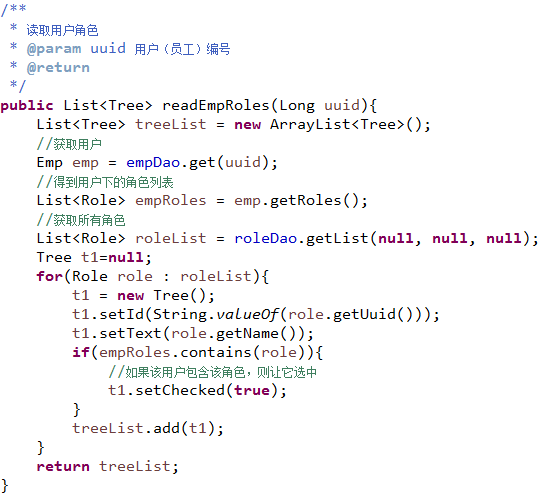 /**
 * 读取用户角色
 * @param uuid 用户（员工）编号
 * @return
 */
public List<Tree> readEmpRoles(Long uuid){
    List<Tree> treeList = new ArrayList<Tree>();
    //获取用户
    Emp emp = empDao.get(uuid);
    //得到用户下的角色列表
    List<Role> empRoles = emp.getRoles();
    //获取所有角色
    List<Role> roleList = roleDao.getList(null, null, null);
    Tree t1=null;
    for(Role role : roleList){
        t1 = new Tree();
        t1.setId(String.valueOf(role.getUuid()));
        t1.setText(role.getName());
        if(empRoles.contains(role)){
            //如果该用户包含该角色，则让它选中
            t1.setChecked(true);
        }
        treeList.add(t1);
    }
    return treeList;
}